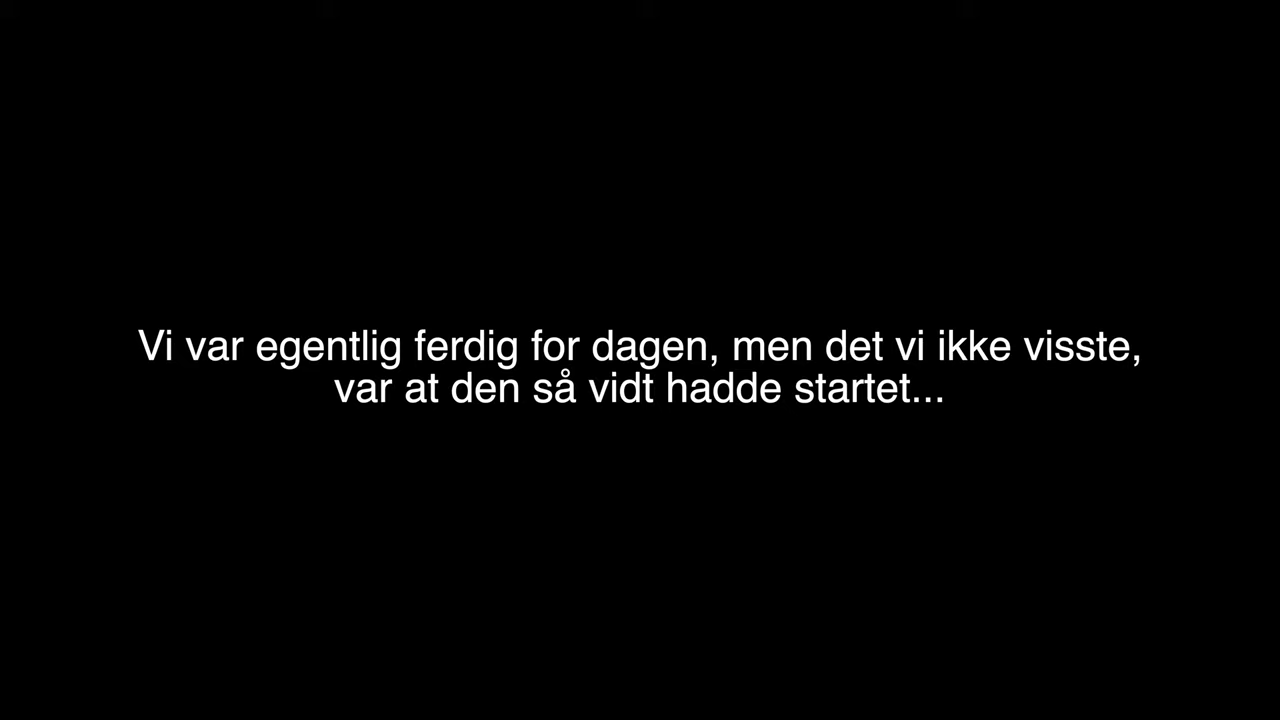 Vi var egentlig ferdig for dagen, men det vi ikke visste,
var at den så vidt hadde startet...